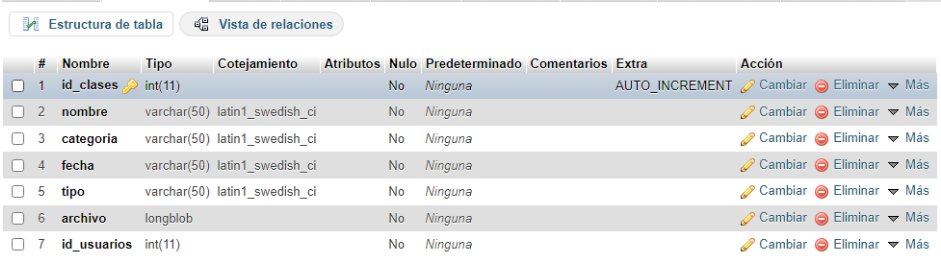 Estructura de tabla Vista de relaciones
# Nombre Tipo Cotejamiento Atributos Nulo Predeterminado Comentarios Extra Acción
1 id_clases int(11) No Ninguna AUTO_INCREMENT Cambiar Eliminar Más
2 nombre varchar(50) latin1_swedish_ci No Ninguna Cambiar Eliminar Más
3 categoria varchar(50) latin1_swedish_ci No Ninguna Cambiar Eliminar Más
4 fecha varchar(50) latin1_swedish_ci No Ninguna Cambiar Eliminar Más
5 tipo varchar(50) latin1_swedish_ci No Ninguna Cambiar Eliminar Más
6 archivo longblob No Ninguna Cambiar Eliminar Más
7 id_usuarios int(11) No Ninguna Cambiar Eliminar Más